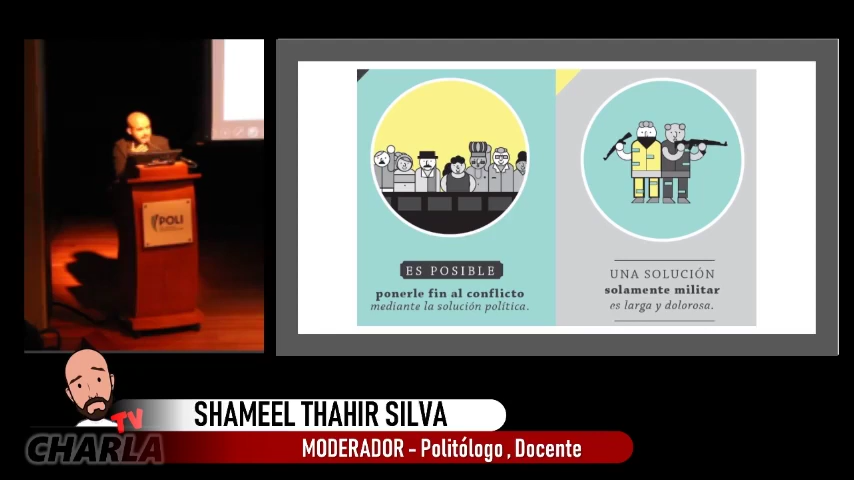 POLI
ES POSIBLE
ponerle fin al conflicto
mediante la solución política.
UNA SOLUCIÓN
solamente militar
es larga y dolorosa.
SHAMEEL THAHIR SILVA
MODERADOR - Politólogo , Docente
TV
CHARLA